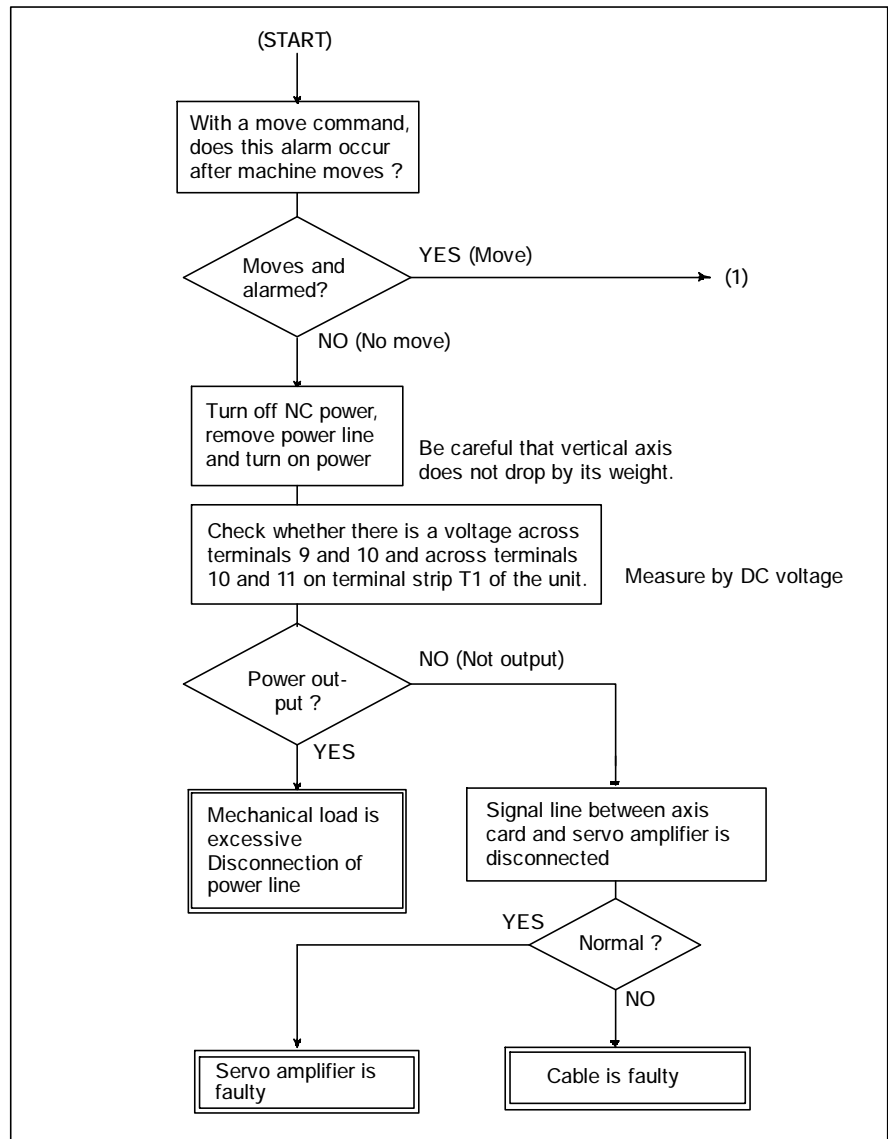 (START)
With a move command,
does this alarm occur
after machine moves ?
YES (Move)
Moves and
alarmed?
(1)
NO (No move)
Turn off NC power,
remove power line
and turn on power
Be careful that vertical axis
does not drop by its weight.
Check whether there is a voltage across
terminals 9 and 10 and across terminals
10 and 11 on terminal strip T1 of the unit.
Measure by DC voltage
NO (Not output)
Power out-
put ?
YES
Mechanical load is
excessive
Disconnection of
power line
Signal line between axis
card and servo amplifier is
disconnected
YES
Normal ?
NO
Servo amplifier is
faulty
Cable is faulty